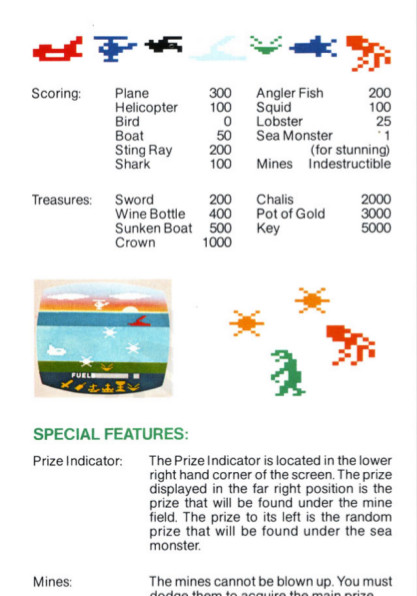 Scoring: Plane 300 Angler Fish 200
Helicopter 100 Squid 100
Bird 0 Lobster 25
Boat 50 Sea Monster 1
Sting Ray 200 (for stunning)
Shark 100 Mines Indestructible
Treasures: Sword 200 Chalis 2000
Wine Bottle 400 Pot of Gold 3000
Sunken Boat 500 Key 5000
Crown 1000
FUEL
SPECIAL FEATURES:
Prize Indicator: The Prize Indicator is located in the lower
right hand corner of the screen. The prize
displayed in the far right position is the
prize that will be found under the mine
field. The prize to its left is the random
prize that will be found under the sea
monster.
Mines: The mines cannot be blown up. You must
dodge them to acquire the main prize